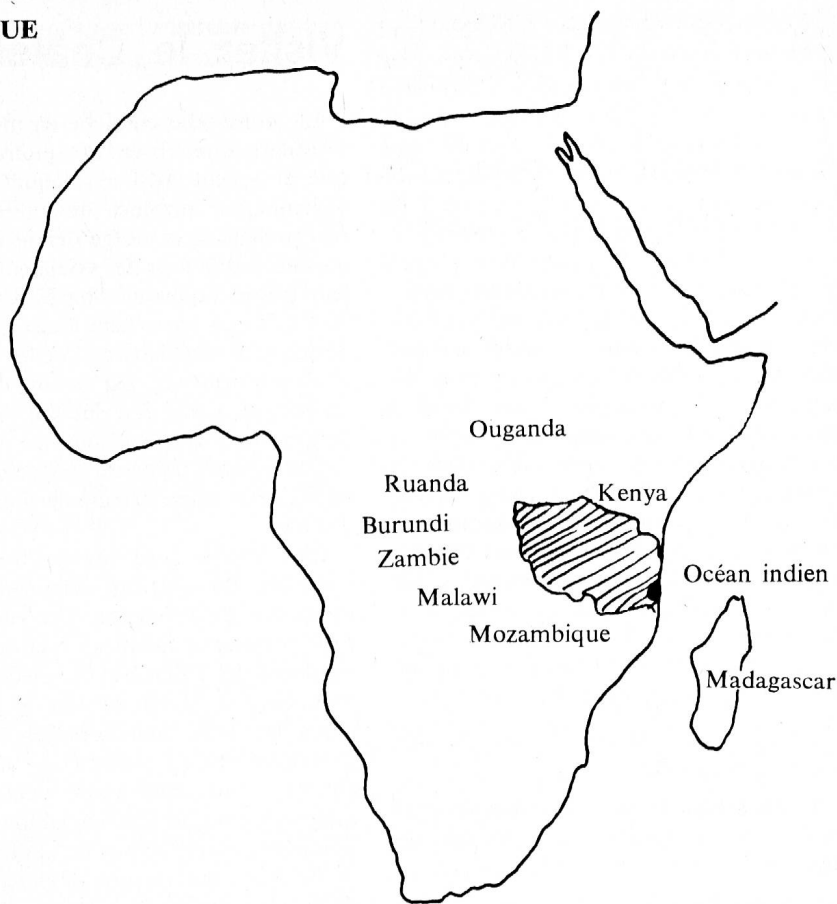 UE
Ouganda
Ruanda
Kenya
Burundi
Zambie
Océan indien
Malawi
Mozambique
Madagascar